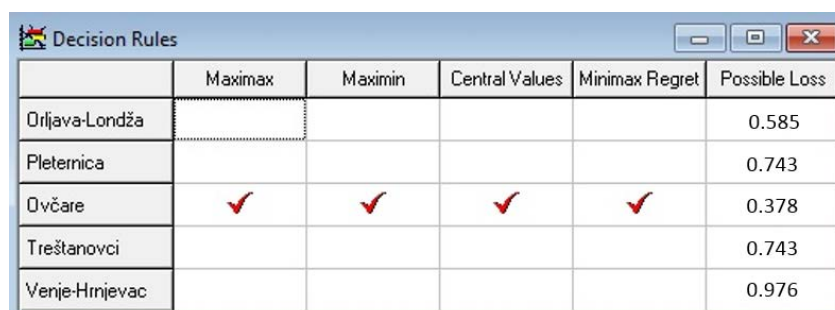 Decision Rules
Maximax Maximin Central Values Minimax Regret Possible Loss
Orljava-Londža 0.585
Pleternica 0.743
Ovčare 0.378
Treštanovci 0.743
Venje-Hrnjevac 0.976